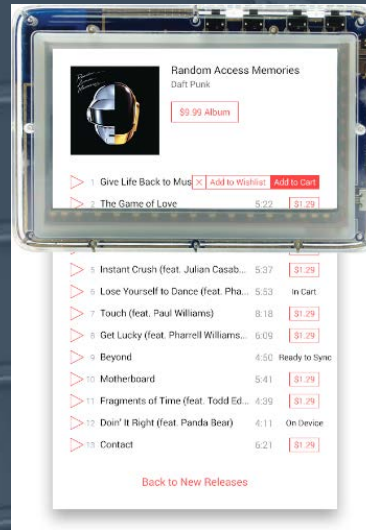 Random Access Memories
Daft Punk
$9.99 Album
1 Give Life Back to Mus X Add to Wishlist Add to Cart
2 The Game of Love 5:22 $1.29
5 Instant Crush (feat. Julian Casab... 5:37 $1.29
6 Lose Yourself to Dance (feat. Pha... 5:53 In Cart
7 Touch (feat. Paul Williams) 8:18 $1.29
8 Get Lucky (feat. Pharrell Williams... 6:09 $1.29
9 Beyond 4:50 Ready to Sync
10 Motherboard 5:41 $1.29
11 Fragments of Time (feat. Todd Ed... 4:39 $1.29
12 Doin' It Right (feat. Panda Bear) 4:11 On Device
13 Contact 6:21 $1.29
Back to New Releases